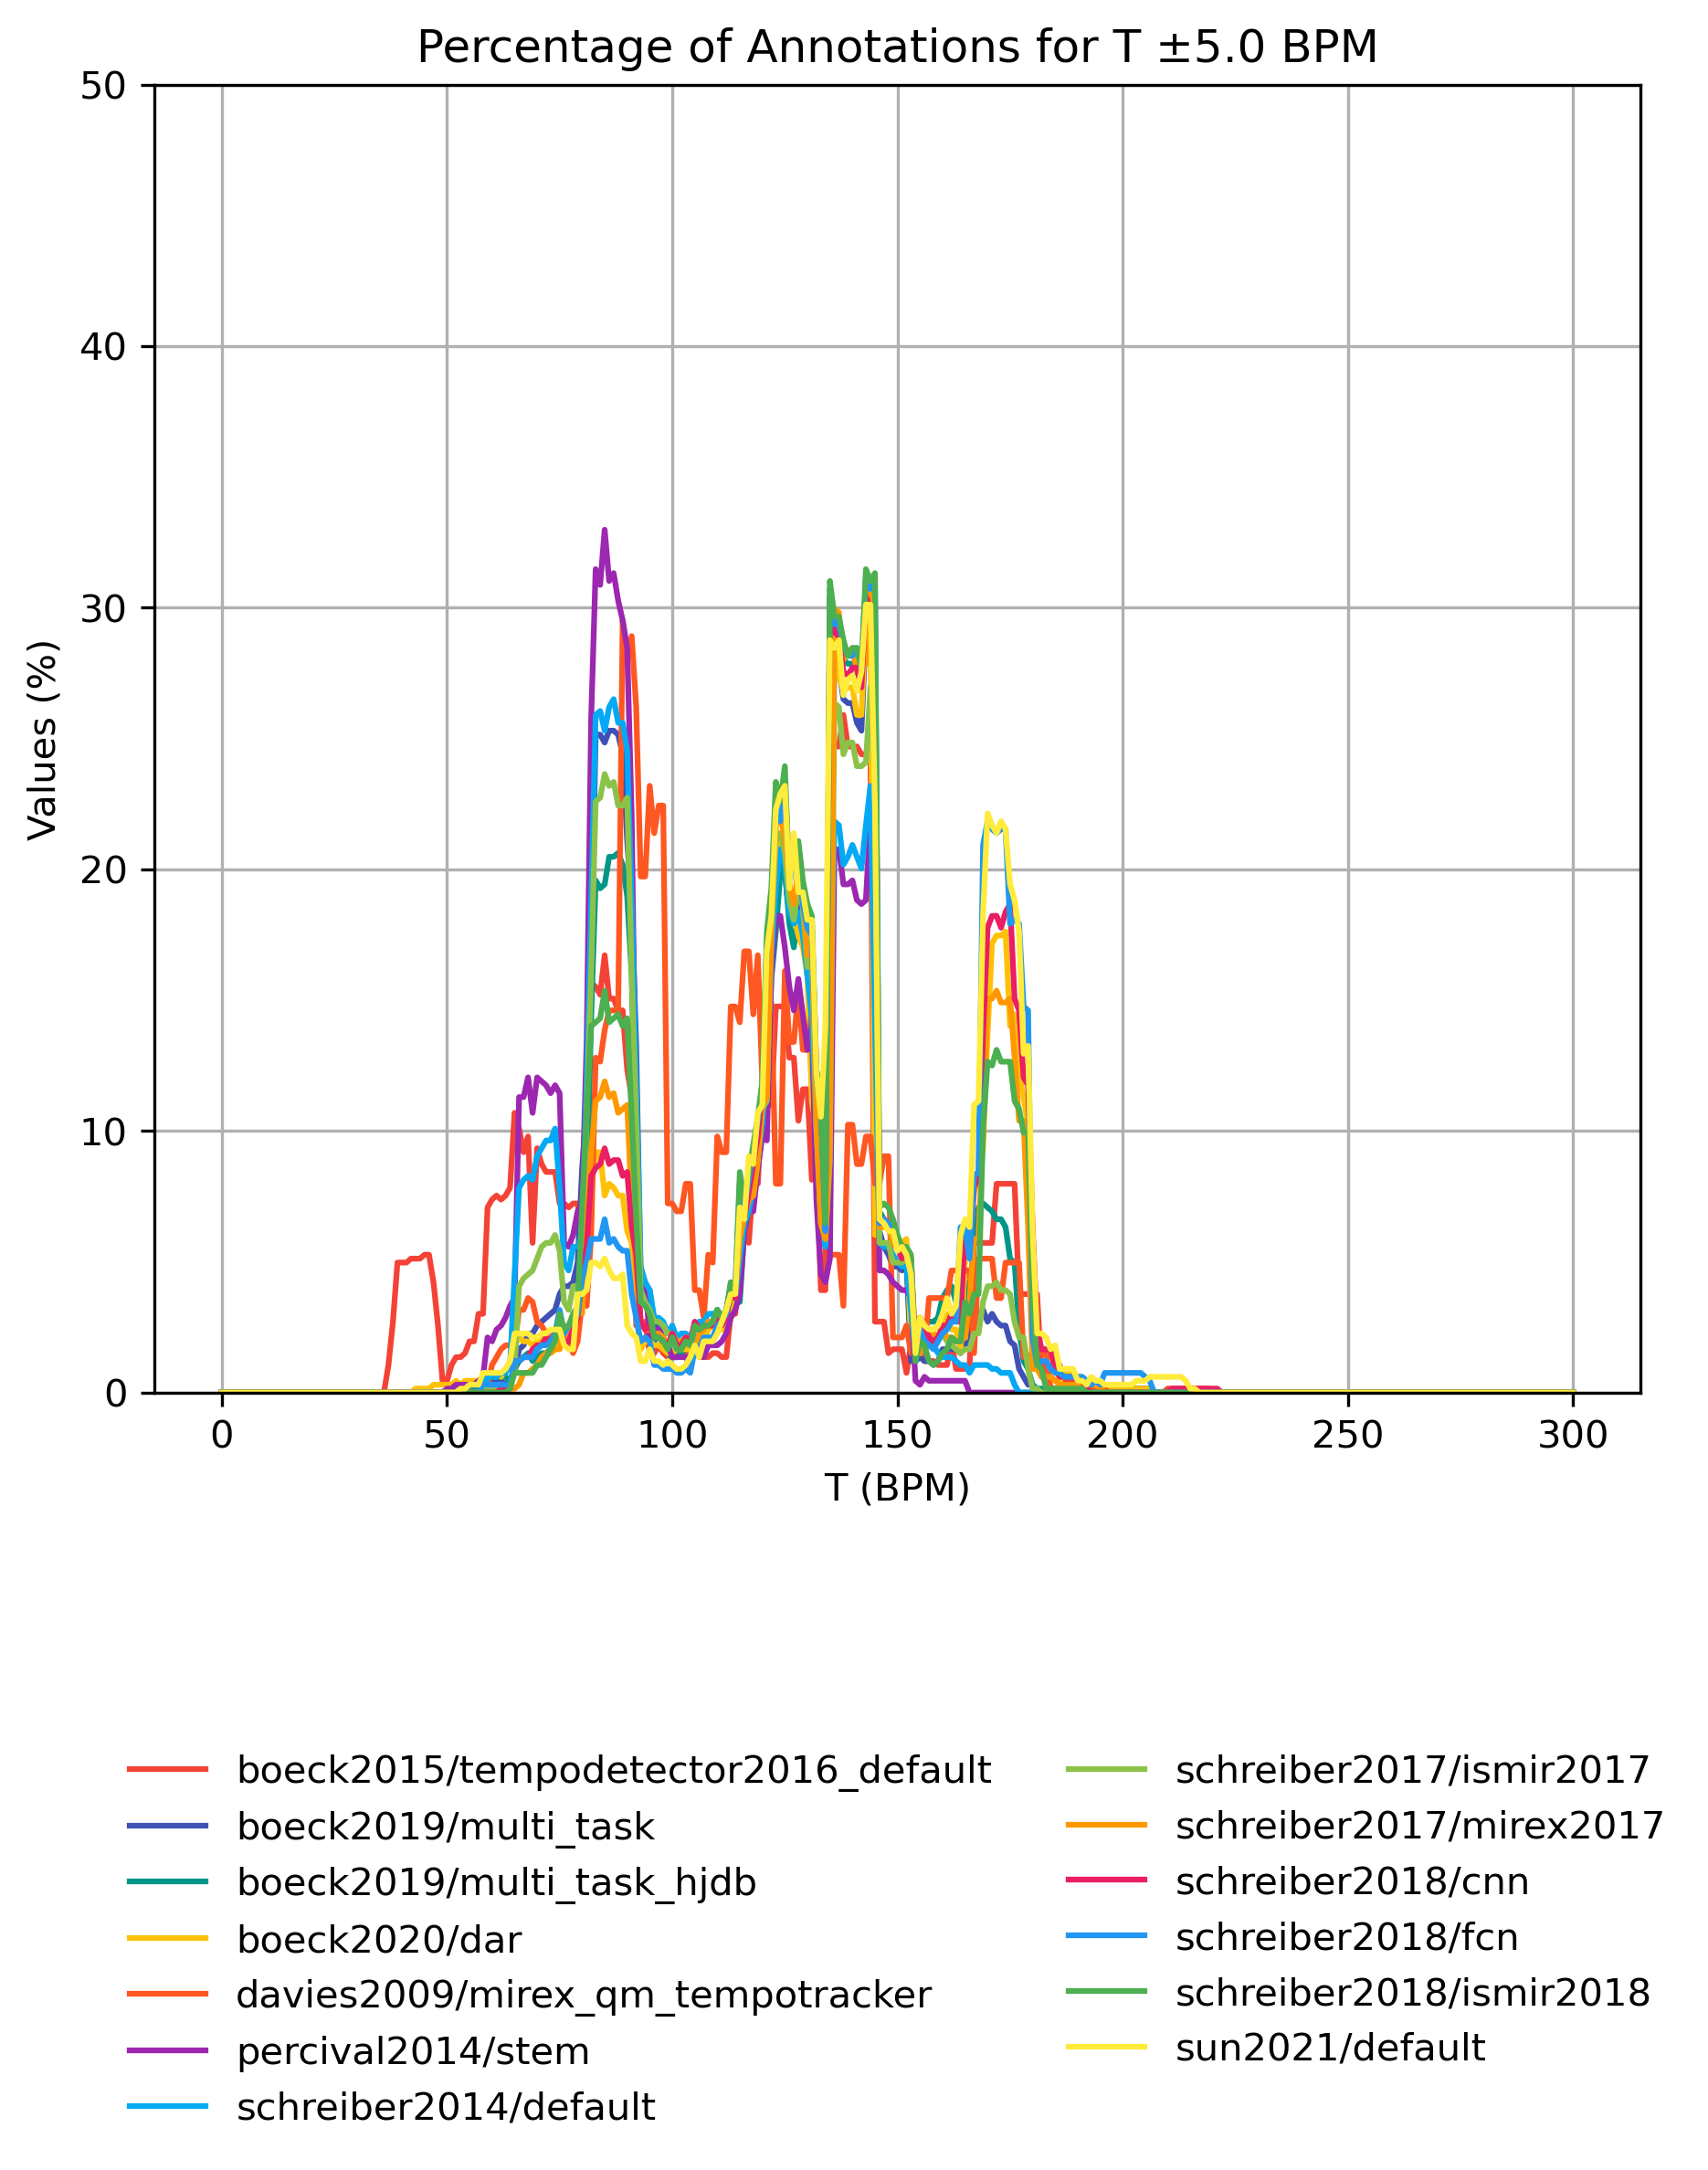 Percentage of Annotations for T ±5.0 BPM
50
40
30
20
10
0
Values (%)
0 50 100 150 200 250 300
T (BPM)
boeck2015/tempodetector2016_default
boeck2019/multi_task
boeck2019/multi_task_hjdb
boeck2020/dar
davies2009/mirex_qm_tempotracker
percival2014/stem
schreiber2014/default
schreiber2017/ismir2017
schreiber2017/mirex2017
schreiber2018/cnn
schreiber2018/fcn
schreiber2018/ismir2018
sun2021/default